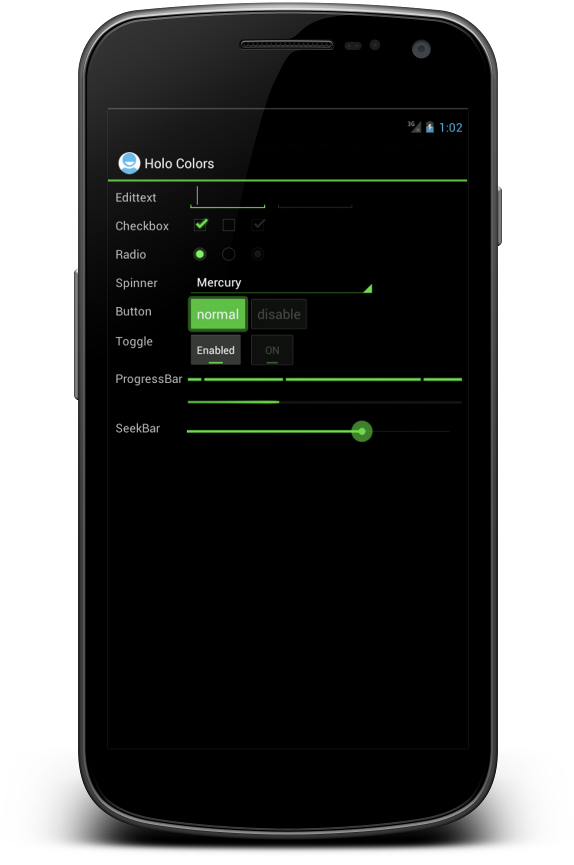 3G 1:02
Holo Colors
Edittext
Checkbox
Radio
Spinner Mercury
Button normal disable
Toggle Enabled ON
ProgressBar
SeekBar